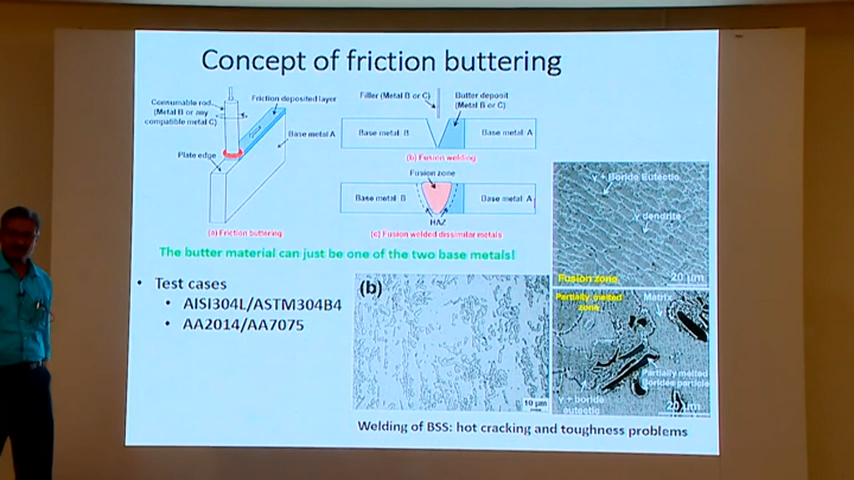 Concept of friction buttering
Consumable rod
(Metal B or any
compatible metal C)
Friction deposited layer
Base metal A
Plate edge
(a) Friction buttering
Filler (Metal B or C)
Butter deposit
(Metal B or C)
Base metal B
Base metal A
(b) Fusion welding
Fusion zone
Base metal B
Base metal A
HAZ
(c) Fusion welded dissimilar metals
The butter material can just be one of the two base metals!
• Test cases
• AISI304L/ASTM304B4
• AA2014/AA7075
(b)
10 µm
γ + Boride Eutectic
γ dendrite
Fusion zone
20 µm
Partially melted
zone
Matrix
Partially melted
Borides particle
γ + boride
eutectic
20 µm
Welding of BSS: hot cracking and toughness problems